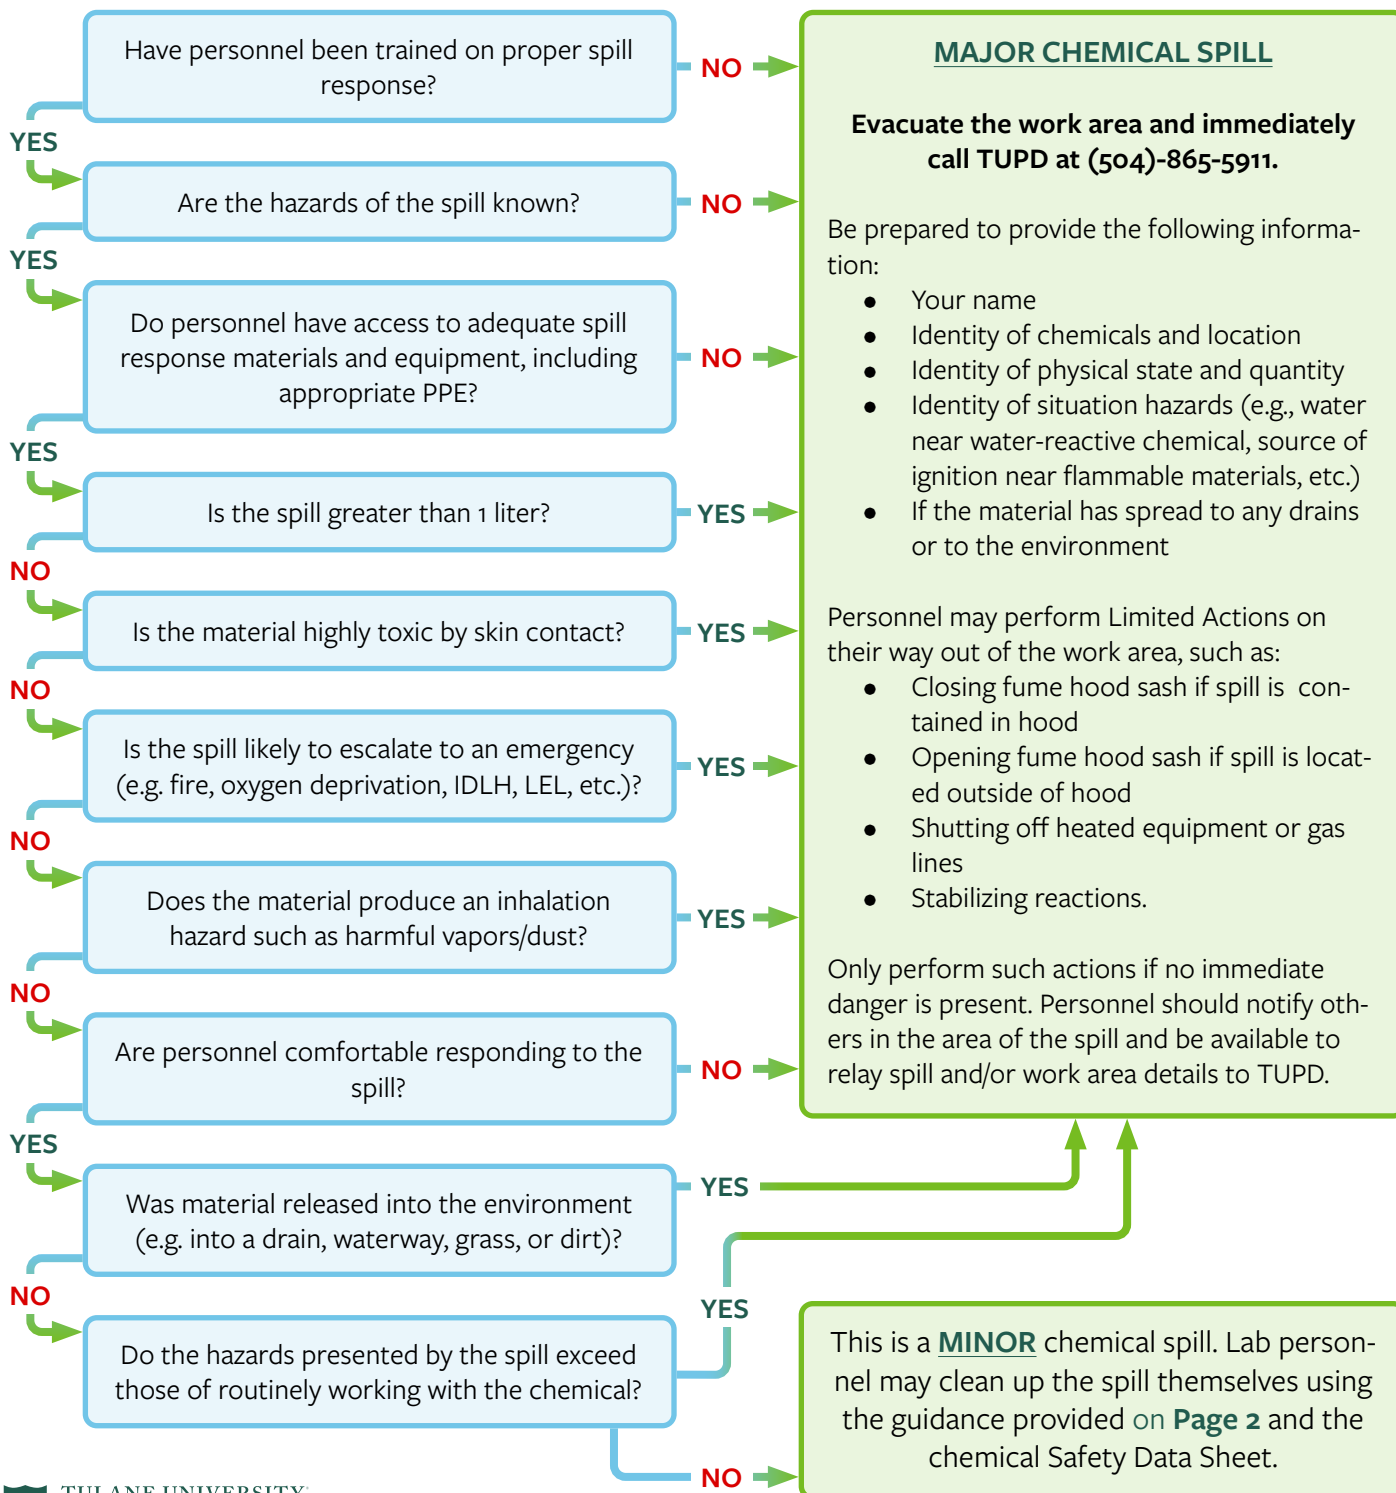 Have personnel been trained on proper spill
response?
NO
YES
Are the hazards of the spill known?
NO
YES
Do personnel have access to adequate spill
response materials and equipment, including
appropriate PPE?
NO
YES
Is the spill greater than 1 liter?
YES
NO
Is the material highly toxic by skin contact?
YES
NO
Is the spill likely to escalate to an emergency
(e.g. fire, oxygen deprivation, IDLH, LEL, etc.)?
YES
NO
Does the material produce an inhalation
hazard such as harmful vapors/dust?
YES
NO
Are personnel comfortable responding to the
spill?
NO
YES
Was material released into the environment
(e.g. into a drain, waterway, grass, or dirt)?
YES
NO
Do the hazards presented by the spill exceed
those of routinely working with the chemical?
YES
NO
MAJOR CHEMICAL SPILL
Evacuate the work area and immediately
call TUPD at (504)-865-5911.
Be prepared to provide the following informa-
tion:
● Your name
● Identity of chemicals and location
● Identity of physical state and quantity
● Identity of situation hazards (e.g., water
near water-reactive chemical, source of
ignition near flammable materials, etc.)
● If the material has spread to any drains
or to the environment
Personnel may perform Limited Actions on
their way out of the work area, such as:
● Closing fume hood sash if spill is con-
tained in hood
● Opening fume hood sash if spill is locat-
ed outside of hood
● Shutting off heated equipment or gas
lines
● Stabilizing reactions.
Only perform such actions if no immediate
danger is present. Personnel should notify oth-
ers in the area of the spill and be available to
relay spill and/or work area details to TUPD.
This is a MINOR chemical spill. Lab person-
nel may clean up the spill themselves using
the guidance provided on Page 2 and the
chemical Safety Data Sheet.
TULANE UNIVERSITY